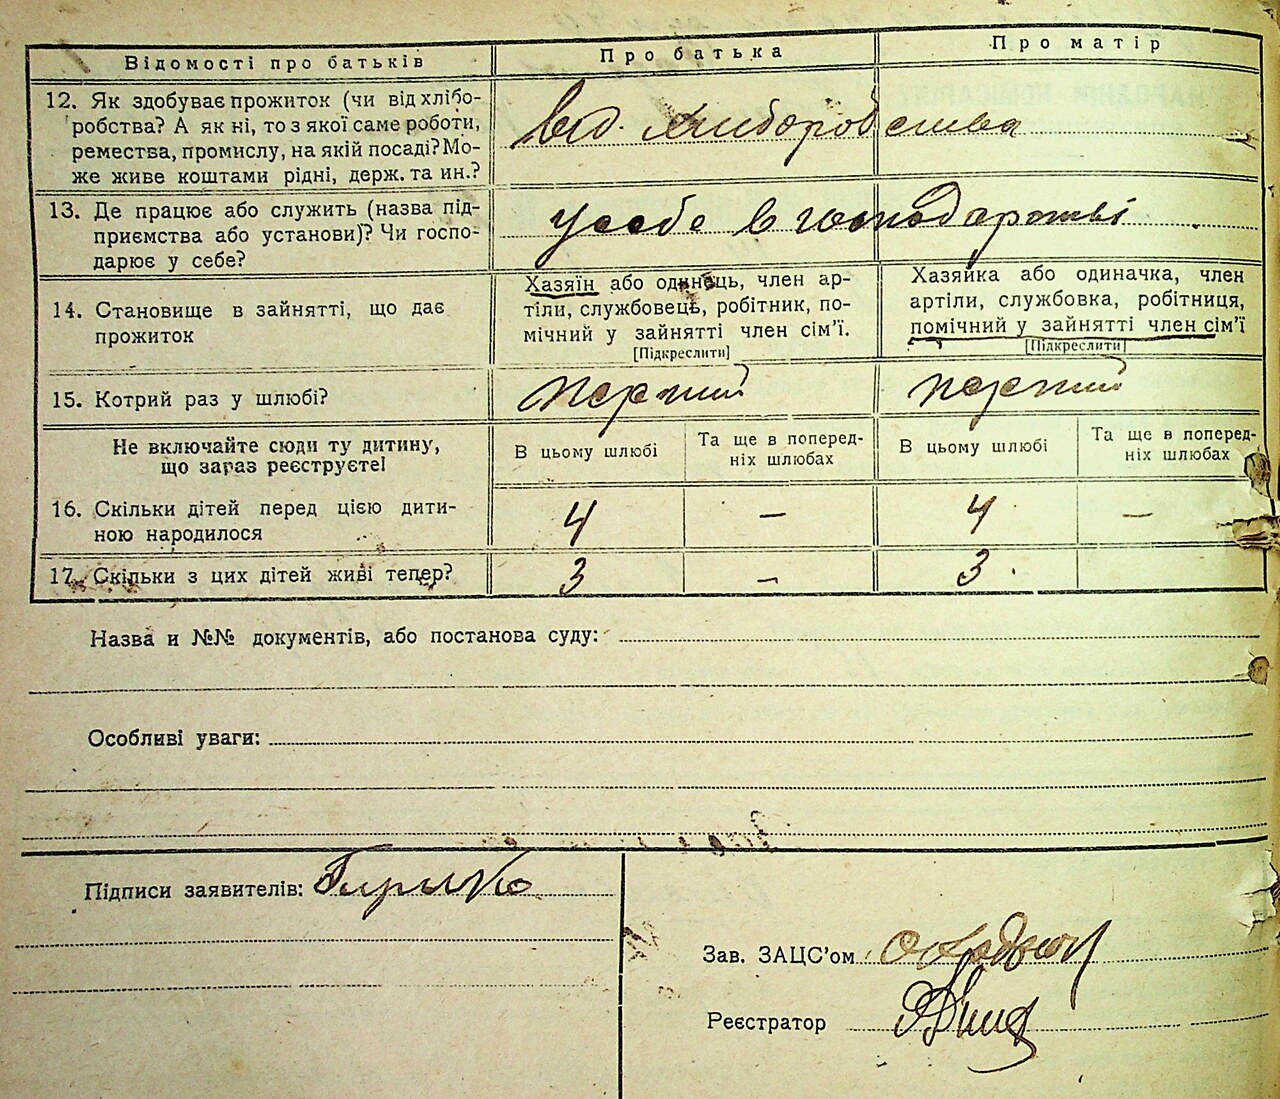 Відомості про батьків
Про батька
Про матір
12. Як здобуває прожиток (чи від хлібо-
робства? А як ні, то з якої саме роботи,
ремества, промислу, на якій посаді? Мо-
же живе коштами рідні, держ. та ин.?
від. хліборобства
13. Де працює або служить (назва під-
приємства або установи)? Чи госпо-
дарює у себе?
у себе в господарстві
14. Становище в зайнятті, що дає
прожиток
Хазяїн або одинець, член ар-
тіли, службовець, робітник, по-
мічний у зайнятті член сім'ї.
[Підкреслити]
Хазяйка або одиначка, член
артіли, службовка, робітниця,
помічний у зайнятті член сім'ї
[Підкреслити]
15. Котрий раз у шлюбі?
перший
перший
Не включайте сюди ту дитину,
що зараз реєструєте!
В цьому шлюбі
Та ще в поперед-
ніх шлюбах
В цьому шлюбі
Та ще в поперед-
ніх шлюбах
16. Скільки дітей перед цією дити-
ною народилося
4
–
4
–
17. Скільки з цих дітей живі тепер?
3
–
3.
Назва и №№ документів, або постанова суду:
Особливі уваги:
Підписи заявителів:
Зав. ЗАЦС'ом
Реєстратор